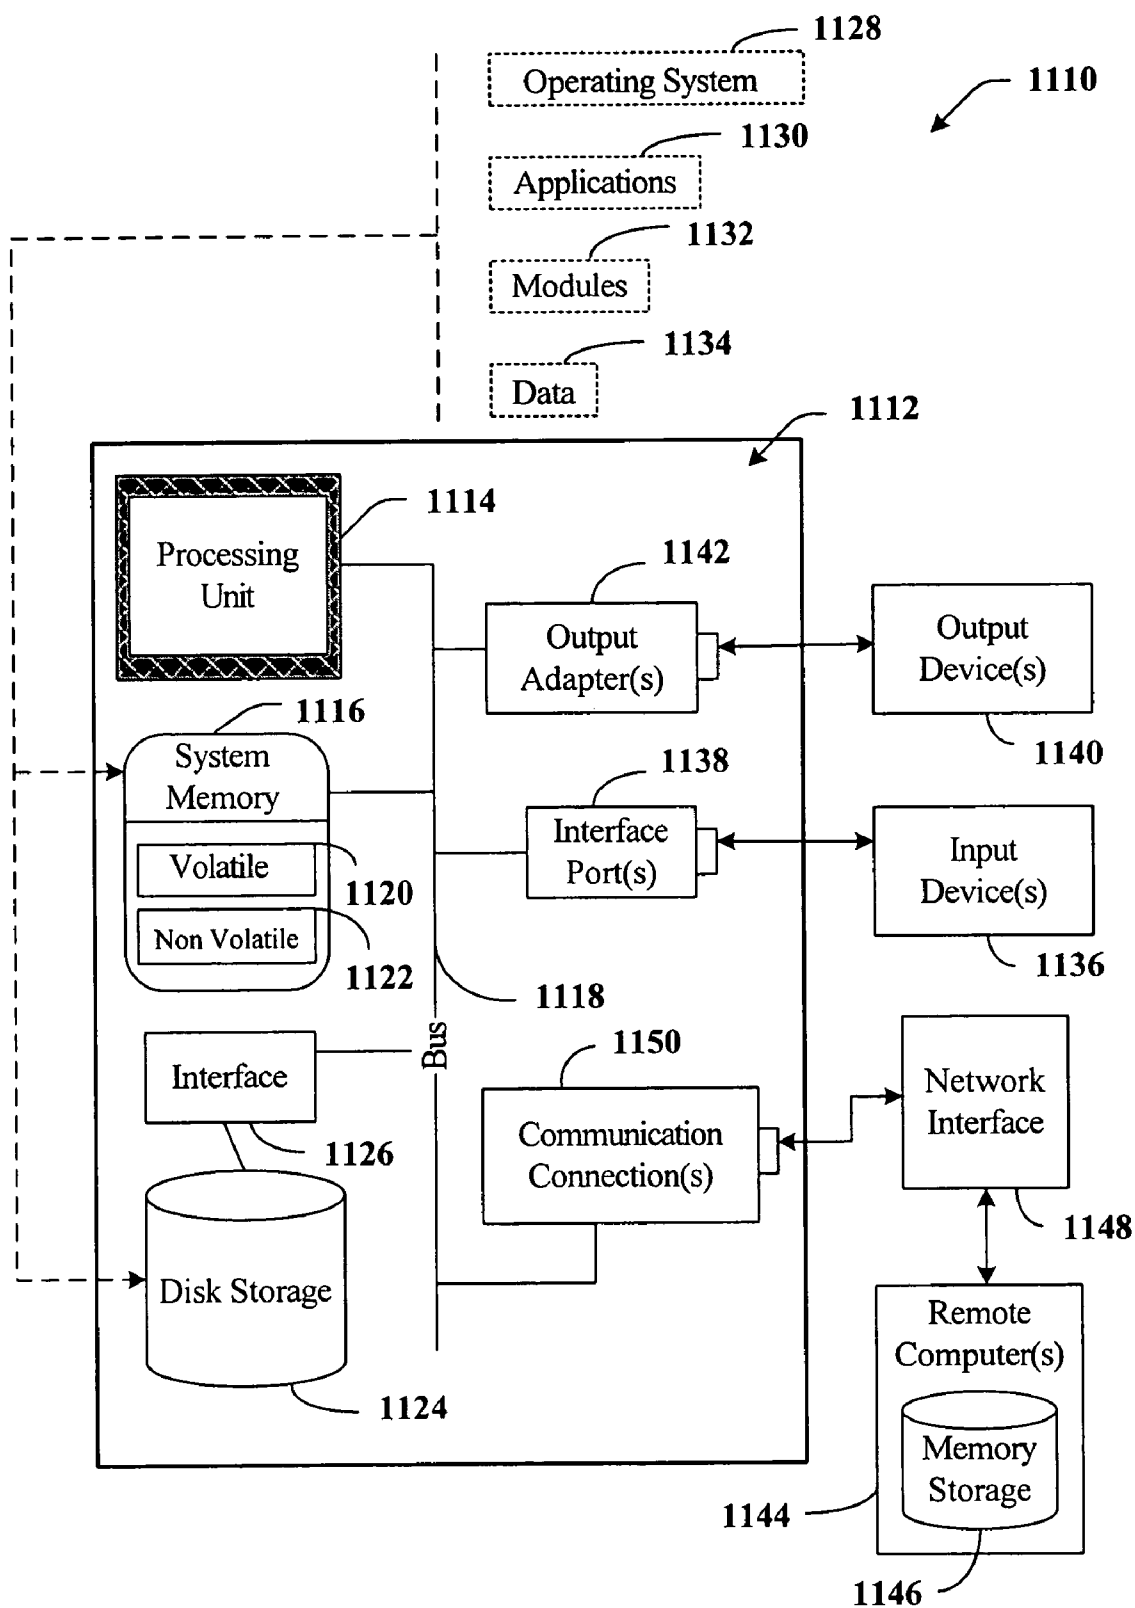 1128
Operating System
1110
1130
Applications
1132
Modules
1134
Data
1112
1114
Processing
Unit
1142
Output
Adapter(s)
Output
Device(s)
1140
1116
System
Memory
1138
Interface
Port(s)
Input
Device(s)
1136
Volatile
1120
Non Volatile
1122
1118
Bus
1150
Interface
1126
Communication
Connection(s)
Network
Interface
1148
Disk Storage
1124
Remote
Computer(s)
Memory
Storage
1144
1146